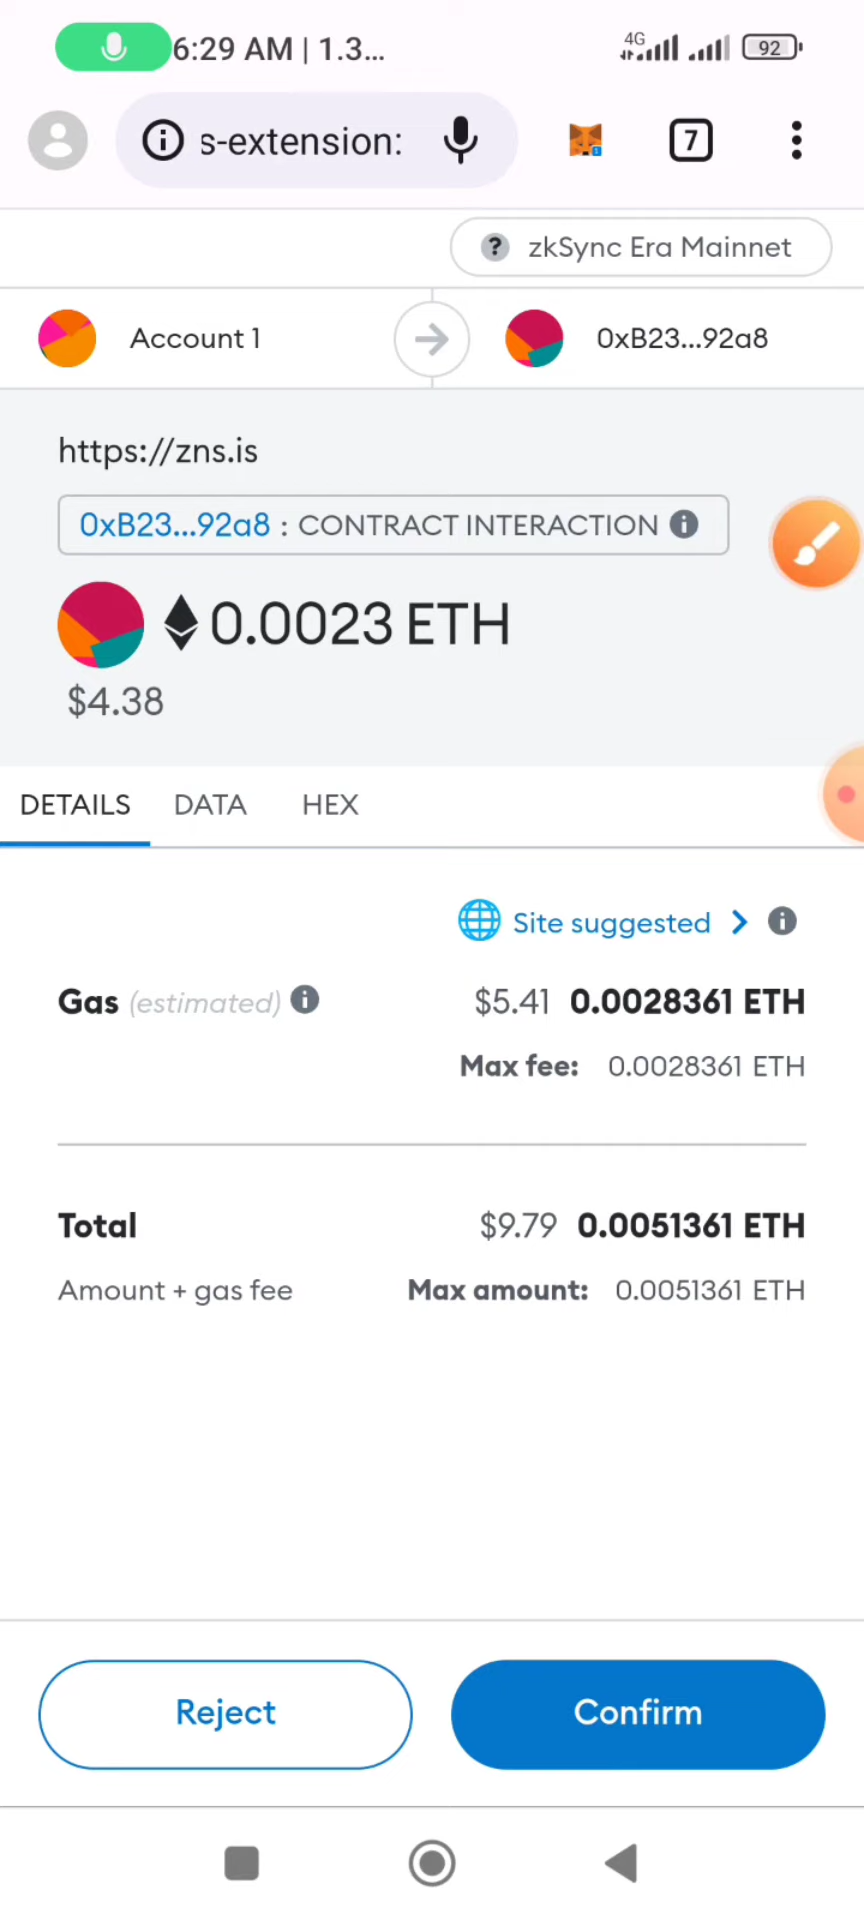 6:29 AM | 1.3...
4G
92
s-extension:
7
? zkSync Era Mainnet
Account 1
0xB23...92a8
https://zns.is
0xB23...92a8 : CONTRACT INTERACTION
0.0023 ETH
$4.38
DETAILS DATA HEX
Site suggested
Gas (estimated) $5.41 0.0028361 ETH
Max fee: 0.0028361 ETH
Total $9.79 0.0051361 ETH
Amount + gas fee Max amount: 0.0051361 ETH
Reject Confirm